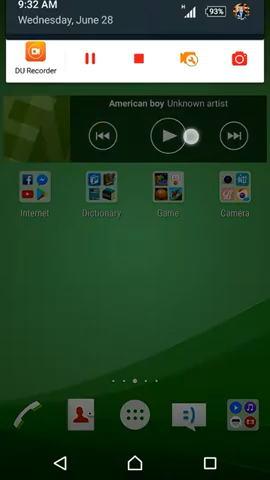 9:32 AM
H
93%
Wednesday, June 28
DU Recorder
American boy Unknown artist
Internet
Dictionary
Game
Camera